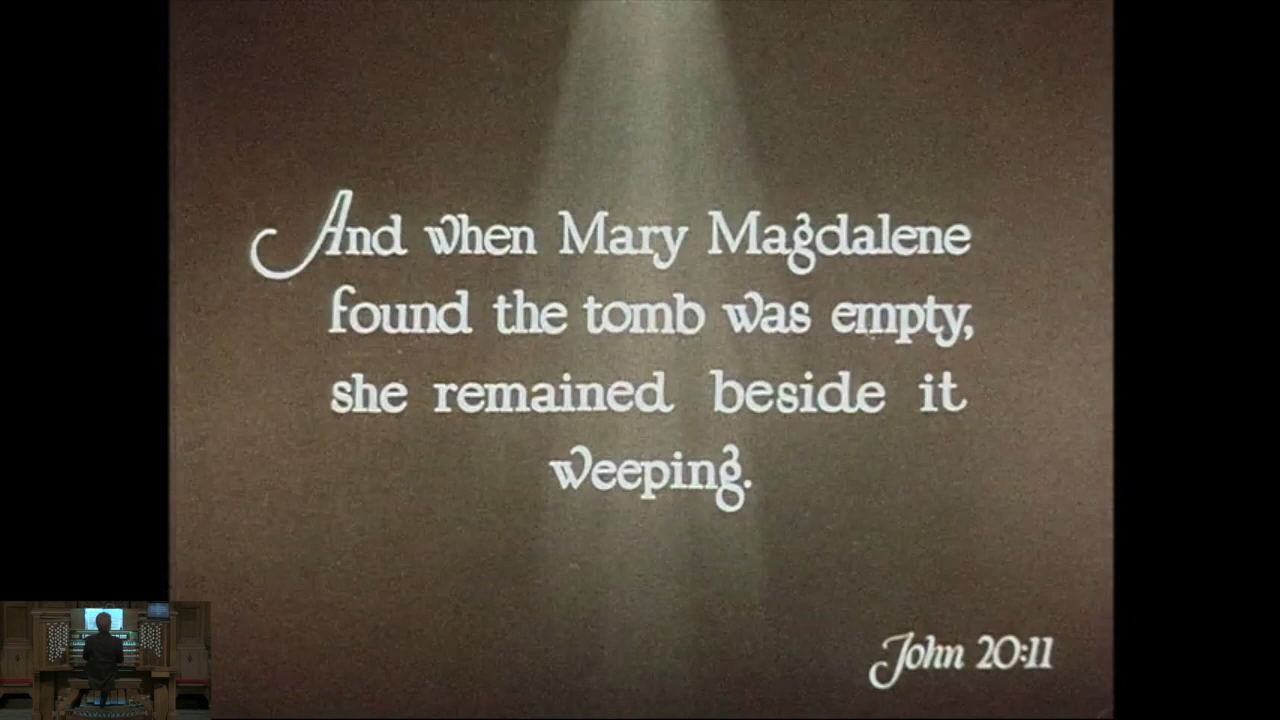 And when Mary Magdalene
found the tomb was empty,
she remained beside it
weeping.
John 20:11